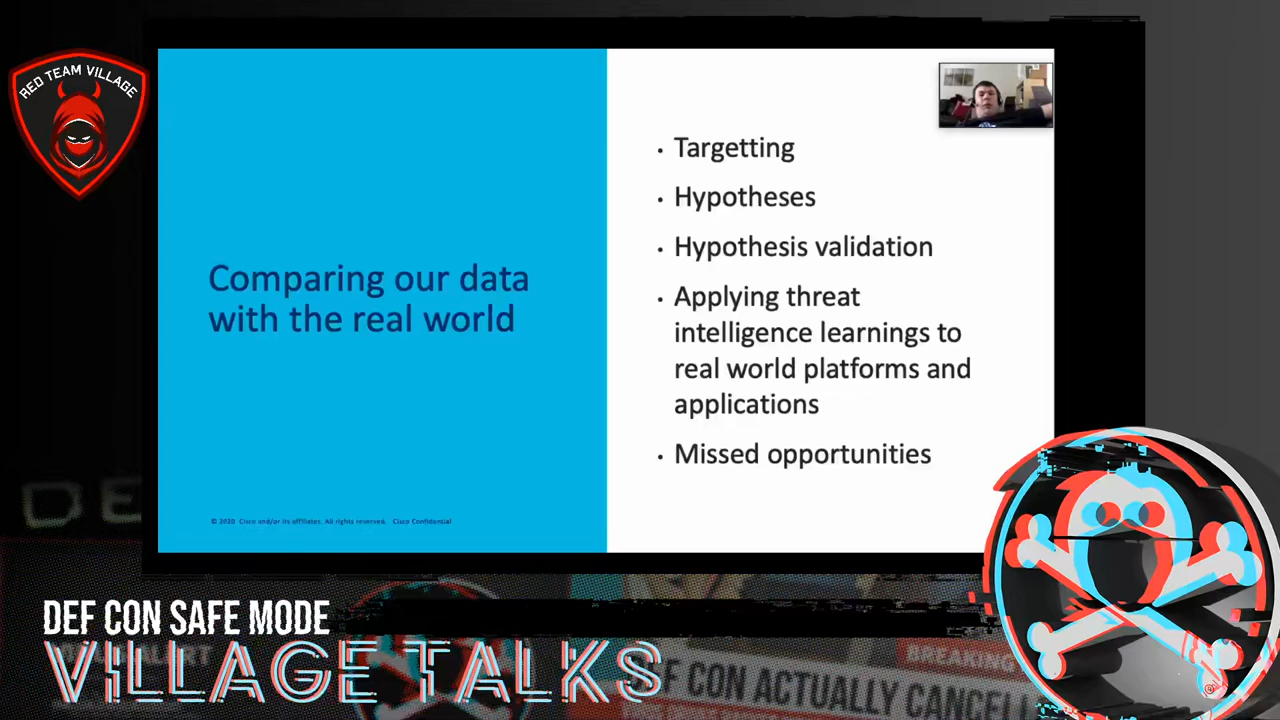 RED TEAM VILLAGE
Comparing our data
with the real world
© 2020 Cisco and/or its affiliates. All rights reserved. Cisco Confidential
• Targetting
• Hypotheses
• Hypothesis validation
• Applying threat
intelligence learnings to
real world platforms and
applications
• Missed opportunities
DE
DEF CON SAFE MODE
VILLAGE TALKS
BREAKING
F CON ACTUALLY CANCEL